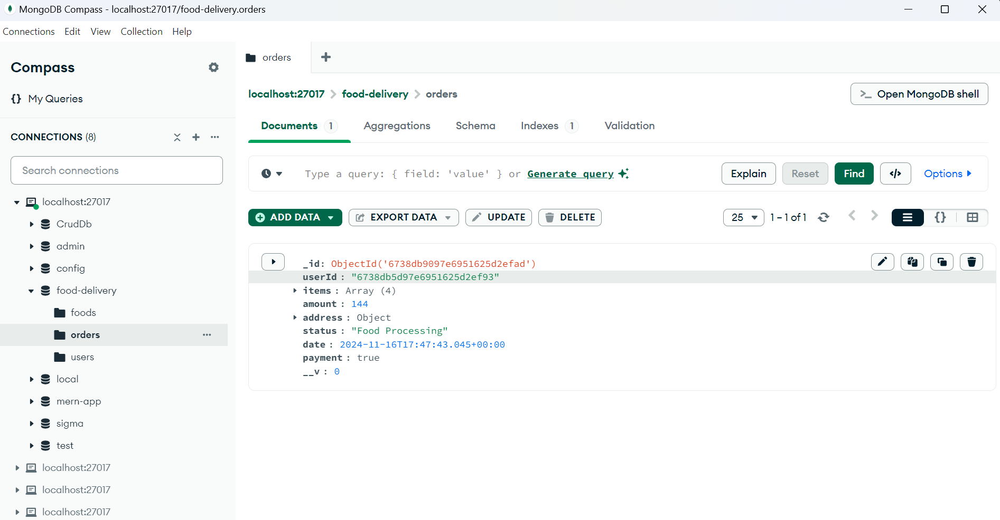 MongoDB Compass - localhost:27017/food-delivery.orders
Connections Edit View Collection Help
Compass
{} My Queries
CONNECTIONS (8)
Search connections
localhost:27017
CrudDb
admin
config
food-delivery
foods
orders
users
local
mern-app
sigma
test
localhost:27017
localhost:27017
localhost:27017
orders
localhost:27017 > food-delivery > orders
>_ Open MongoDB shell
Documents 1 Aggregations Schema Indexes 1 Validation
Type a query: { field: 'value' } or Generate query
Explain Reset Find </> Options
ADD DATA EXPORT DATA UPDATE DELETE
25 1 – 1 of 1 {}
_id: ObjectId('6738db9097e6951625d2efad')
userId : "6738db5d97e6951625d2ef93"
items : Array (4)
amount : 144
address : Object
status : "Food Processing"
date : 2024-11-16T17:47:43.045+00:00
payment : true
__v : 0